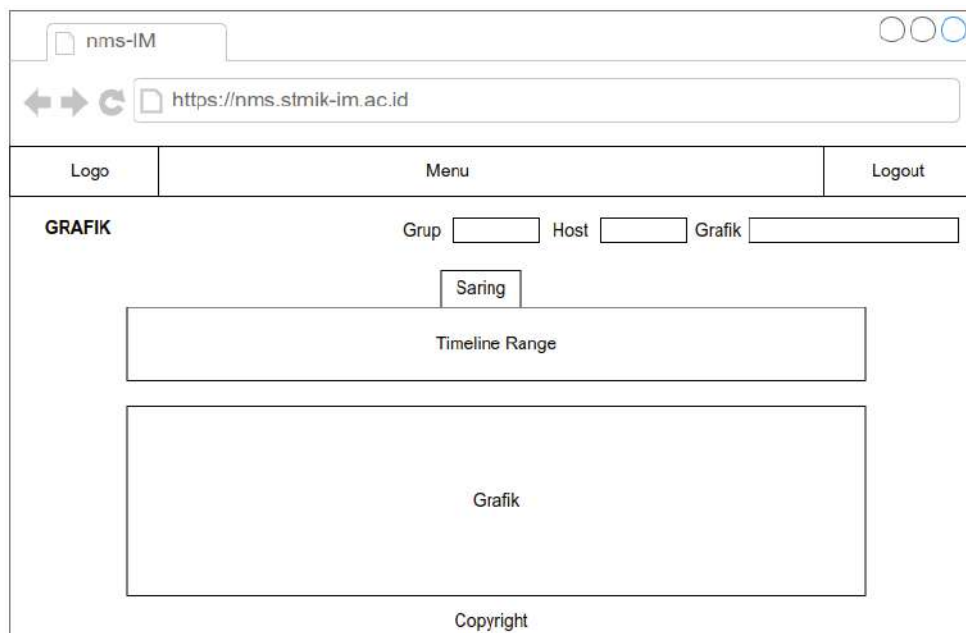 nms-IM
https://nms.stmik-im.ac.id
Logo Menu Logout
GRAFIK Grup Host Grafik
Saring
Timeline Range
Grafik
Copyright